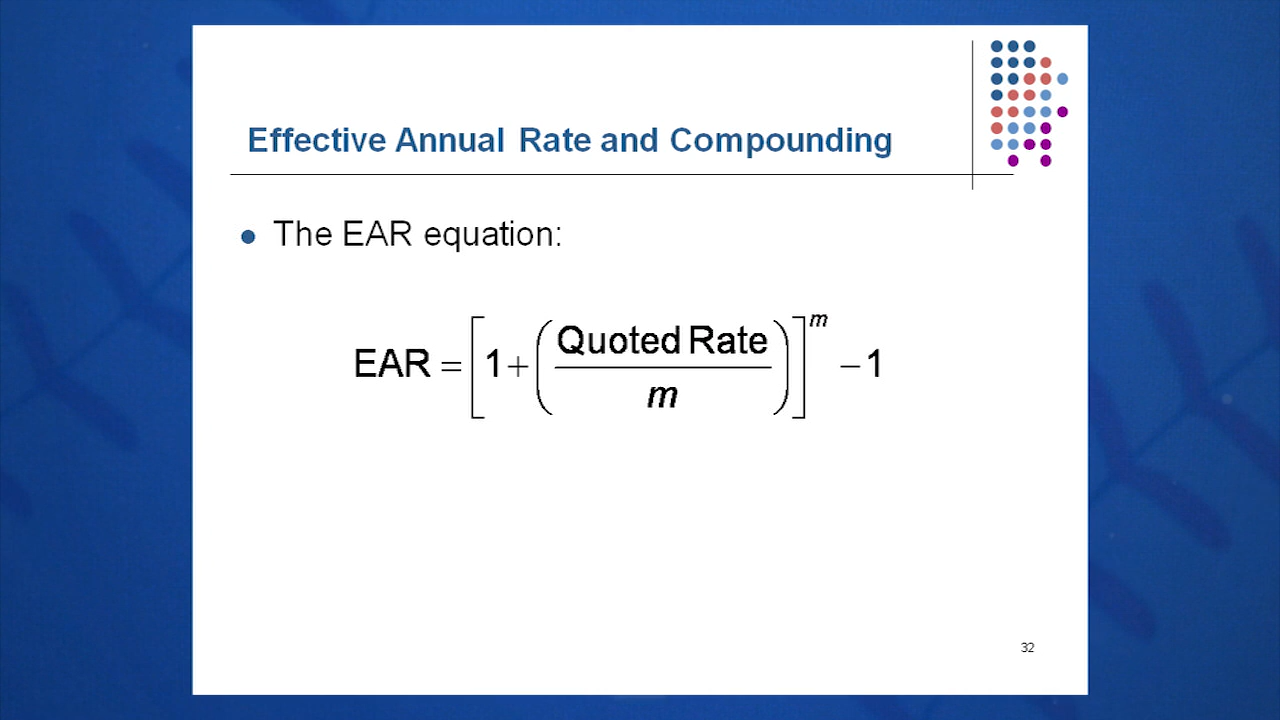 Effective Annual Rate and Compounding
The EAR equation:
EAR = [1+(Quoted Rate/m)]^m − 1
32